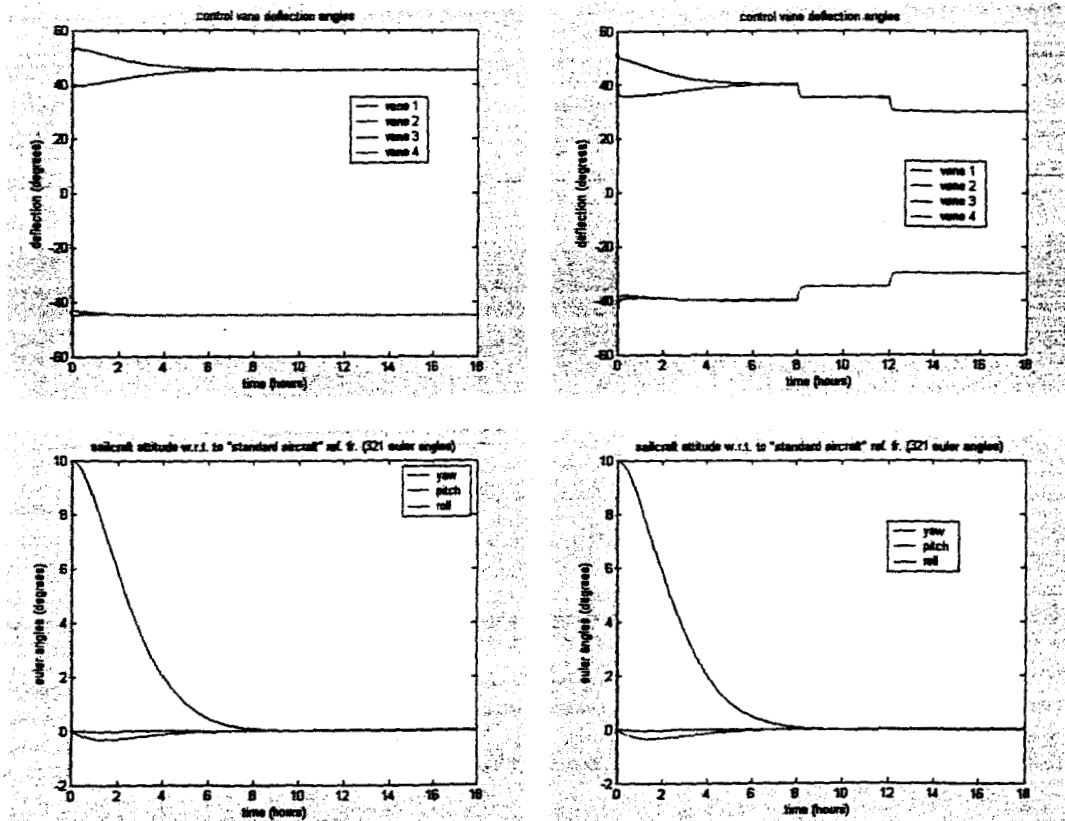 control vane deflection angles
60
40
20
0
-20
-40
-60
deflection (degrees)
vane 1
vane 2
vane 3
vane 4
0 2 4 6 8 10 12 14 16 18
time (hours)
control vane deflection angles
60
40
20
0
-20
-40
-60
deflection (degrees)
vane 1
vane 2
vane 3
vane 4
0 2 4 6 8 10 12 14 16 18
time (hours)
sailcraft attitude w.r.t. to "standard aircraft" ref. fr. (321 euler angles)
10
8
6
4
2
0
-2
euler angles (degrees)
yaw
pitch
roll
0 2 4 6 8 10 12 14 16 18
time (hours)
sailcraft attitude w.r.t. to "standard aircraft" ref. fr. (321 euler angles)
10
8
6
4
2
0
-2
euler angles (degrees)
yaw
pitch
roll
0 2 4 6 8 10 12 14 16 18
time (hours)